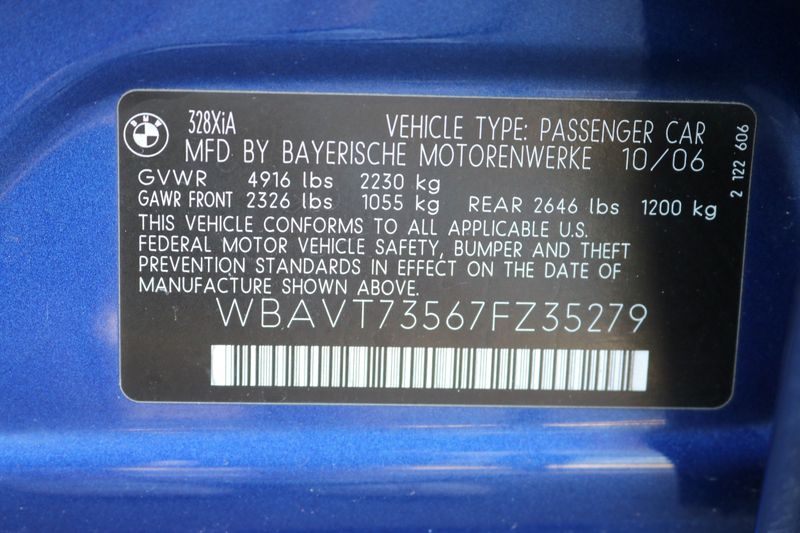 BMW
328XiA
VEHICLE TYPE: PASSENGER CAR
MFD BY BAYERISCHE MOTORENWERKE 10/06
GVWR 4916 lbs 2230 kg
GAWR FRONT 2326 lbs 1055 kg REAR 2646 lbs 1200 kg
THIS VEHICLE CONFORMS TO ALL APPLICABLE U.S.
FEDERAL MOTOR VEHICLE SAFETY, BUMPER AND THEFT
PREVENTION STANDARDS IN EFFECT ON THE DATE OF
MANUFACTURE SHOWN ABOVE.
WBAVT73567FZ35279
2 122 606